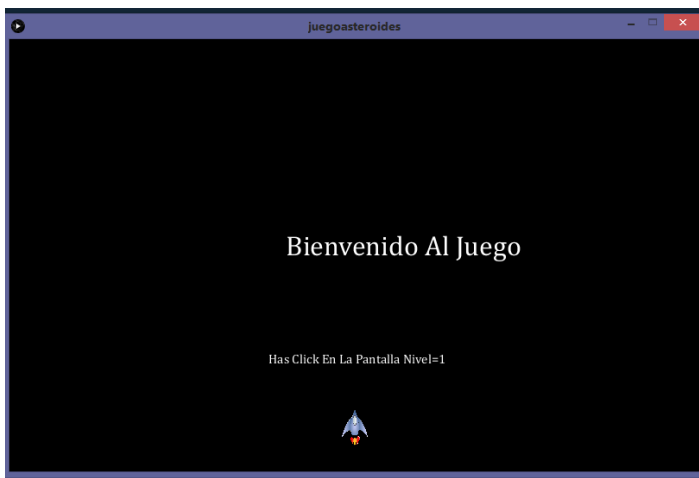 juegoasteroides
Bienvenido Al Juego
Has Click En La Pantalla Nivel=1